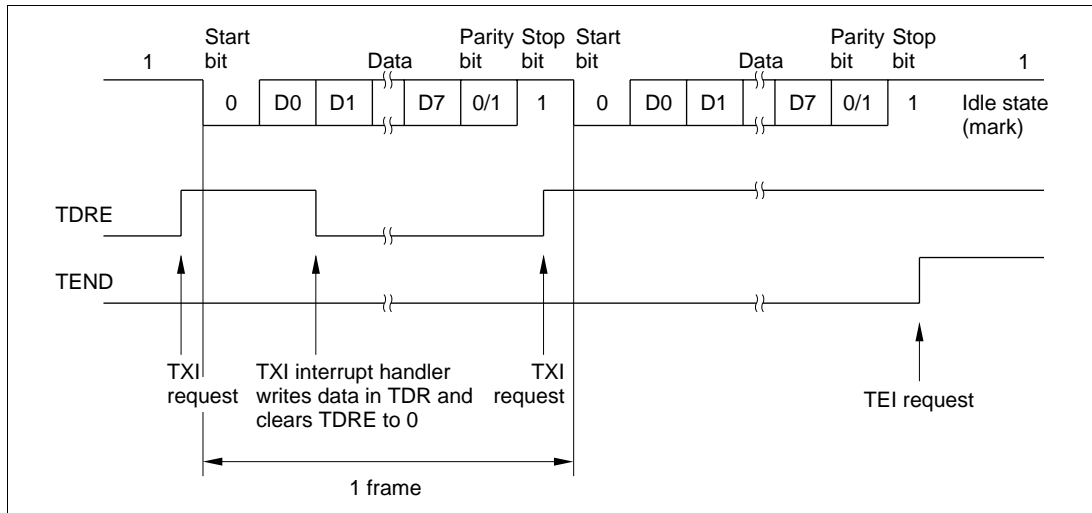 Start bit
Data
Parity bit
Stop bit
Start bit
Data
Parity bit
Stop bit
1
1
0
D0
D1
D7
0/1
1
0
D0
D1
D7
0/1
1
Idle state
(mark)
TDRE
TEND
TXI
request
TXI interrupt handler
writes data in TDR and
clears TDRE to 0
TXI
request
TEI request
1 frame